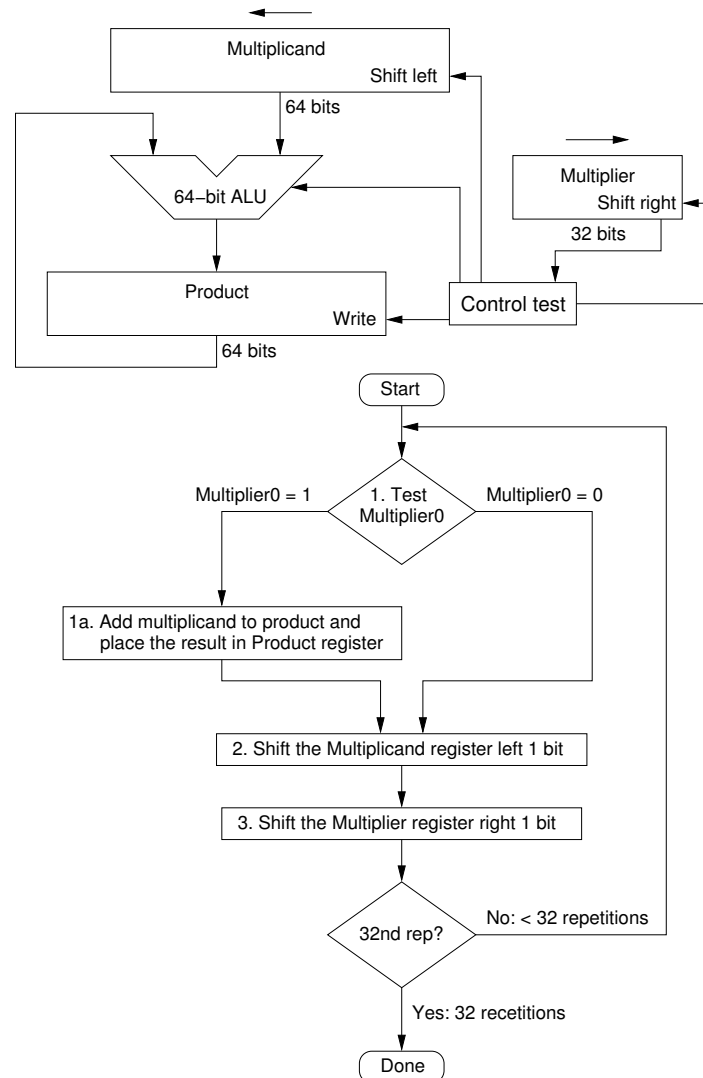 Multiplicand
Shift left
64 bits
64−bit ALU
Multiplier
Shift right
32 bits
Product
Write
Control test
64 bits
Start
Multiplier0 = 1
1. Test
Multiplier0
Multiplier0 = 0
1a. Add multiplicand to product and
place the result in Product register
2. Shift the Multiplicand register left 1 bit
3. Shift the Multiplier register right 1 bit
32nd rep?
No: < 32 repetitions
Yes: 32 recetitions
Done